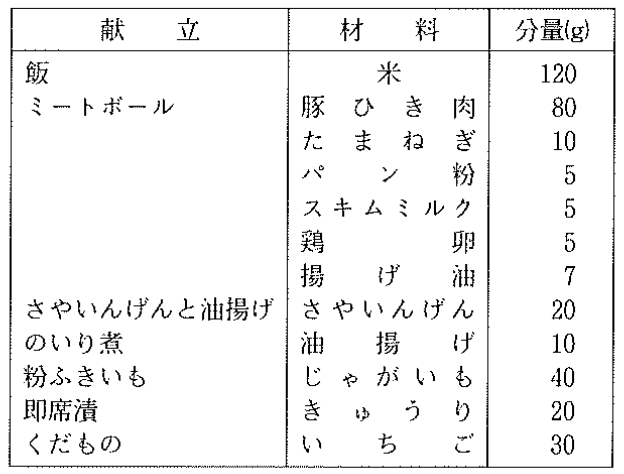 献立 材料 分量(g)
飯 米 120
ミートボール 豚ひき肉 80
たまねぎ 10
パン粉 5
スキムミルク 5
鶏卵 5
揚げ油 7
さやいんげんと油揚げ さやいんげん 20
のいり煮 油揚げ 10
粉ふきいも じゃがいも 40
即席漬 きゅうり 20
くだもの いちご 30